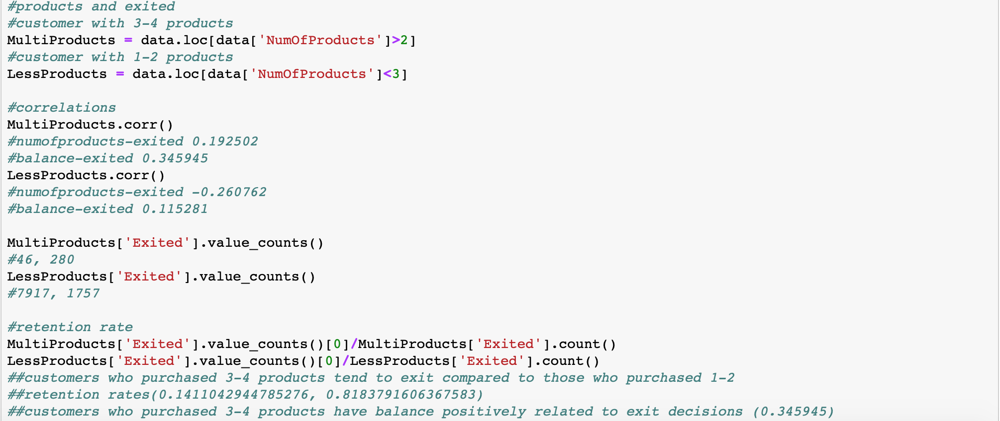 #products and exited
#customer with 3-4 products
MultiProducts = data.loc[data['NumOfProducts']>2]
#customer with 1-2 products
LessProducts = data.loc[data['NumOfProducts']<3]
#correlations
MultiProducts.corr()
#numofproducts-exited 0.192502
#balance-exited 0.345945
LessProducts.corr()
#numofproducts-exited -0.260762
#balance-exited 0.115281
MultiProducts['Exited'].value_counts()
#46, 280
LessProducts['Exited'].value_counts()
#7917, 1757
#retention rate
MultiProducts['Exited'].value_counts()[0]/MultiProducts['Exited'].count()
LessProducts['Exited'].value_counts()[0]/LessProducts['Exited'].count()
##customers who purchased 3-4 products tend to exit compared to those who purchased 1-2
##retention rates(0.1411042944785276, 0.8183791606367583)
##customers who purchased 3-4 products have balance positively related to exit decisions (0.345945)